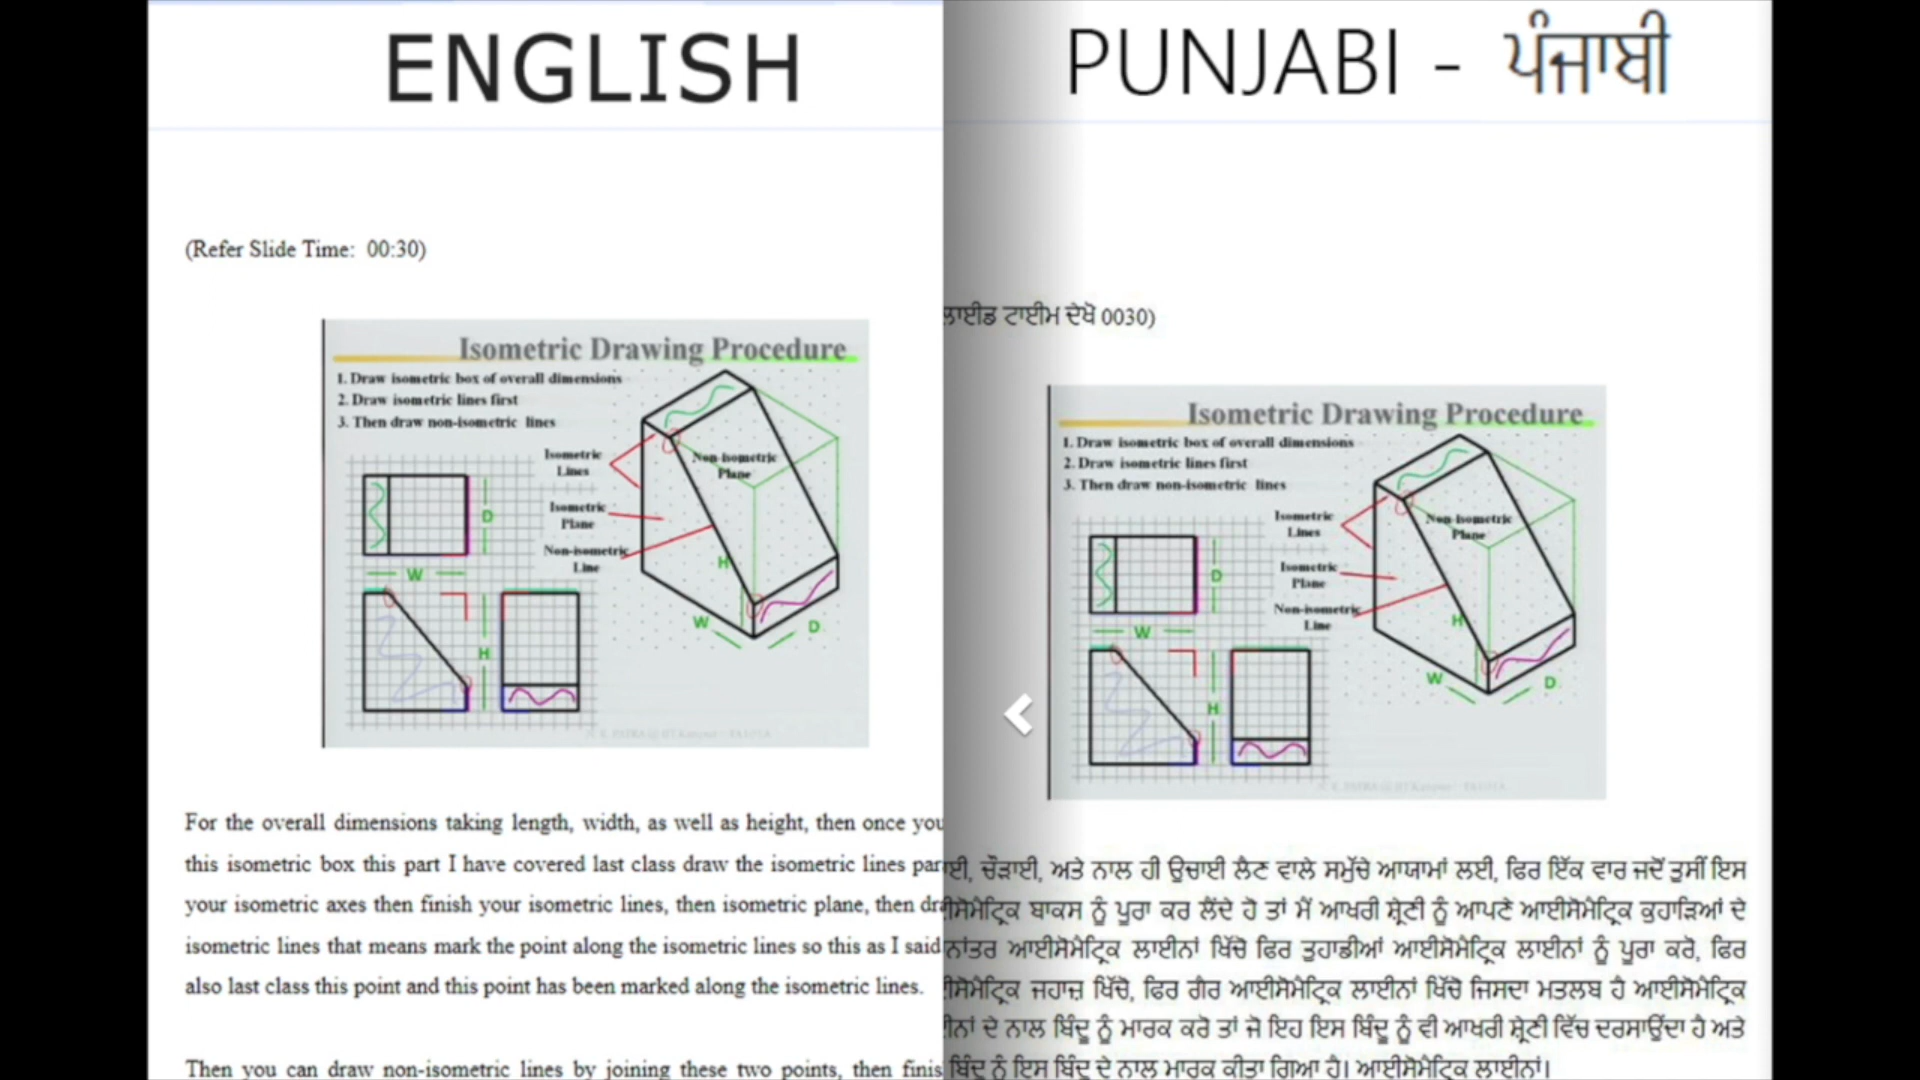 ENGLISH
(Refer Slide Time: 00:30)
Isometric Drawing Procedure
1. Draw isometric box of overall dimensions
2. Draw isometric lines first
3. Then draw non-isometric lines
Isometric
Lines
Non-isometric
Plane
Isometric
Plane
Non-isometric
Line
D
W
H
H
W
D
For the overall dimensions taking length, width, as well as height, then once you
this isometric box this part I have covered last class draw the isometric lines
your isometric axes then finish your isometric lines, then isometric plane, then
isometric lines that means mark the point along the isometric lines so this as I said
also last class this point and this point has been marked along the isometric lines.
Then you can draw non-isometric lines by joining these two points, then
PUNJABI - ਪੰਜਾਬੀ
ਟਾਈਮ ਦੇਖੋ 0030)
Isometric Drawing Procedure
1. Draw isometric box of overall dimensions
2. Draw isometric lines first
3. Then draw non-isometric lines
Isometric
Lines
Non-isometric
Plane
Isometric
Plane
Non-isometric
Line
D
W
H
H
W
D
ਚੌੜਾਈ, ਅਤੇ ਨਾਲ ਹੀ ਉਚਾਈ ਲੈਣ ਵਾਲੇ ਸਮੁੱਚੇ ਆਯਾਮਾਂ ਲਈ, ਫਿਰ ਇੱਕ ਵਾਰ ਜਦੋਂ ਤੁਸੀਂ ਇਸ
ਬਾਕਸ ਨੂੰ ਪੂਰਾ ਕਰ ਲੈਂਦੇ ਹੋ ਤਾਂ ਮੈਂ ਆਖਰੀ ਸ਼੍ਰੇਣੀ ਨੂੰ ਆਪਣੇ ਆਈਸੋਮੈਟ੍ਰਿਕ ਕੁਹਾੜਿਆਂ ਦੇ
ਆਈਸੋਮੈਟ੍ਰਿਕ ਲਾਈਨਾਂ ਖਿੱਚੋ ਫਿਰ ਤੁਹਾਡੀਆਂ ਆਈਸੋਮੈਟ੍ਰਿਕ ਲਾਈਨਾਂ ਨੂੰ ਪੂਰਾ ਕਰੋ, ਫਿਰ
ਜਹਾਜ਼ ਖਿੱਚੋ, ਫਿਰ ਗੈਰ ਆਈਸੋਮੈਟ੍ਰਿਕ ਲਾਈਨਾਂ ਖਿੱਚੋ ਜਿਸਦਾ ਮਤਲਬ ਹੈ ਆਈਸੋਮੈਟ੍ਰਿਕ
ਦੇ ਨਾਲ ਬਿੰਦੂ ਨੂੰ ਮਾਰਕ ਕਰੋ ਤਾਂ ਜੋ ਇਹ ਇਸ ਬਿੰਦੂ ਨੂੰ ਵੀ ਆਖਰੀ ਸ਼੍ਰੇਣੀ ਵਿੱਚ ਦਰਸਾਉਂਦਾ ਹੈ ਅਤੇ
ਬਿੰਦੂ ਨੂੰ ਇਸ ਬਿੰਦੂ ਦੇ ਨਾਲ ਮਾਰਕ ਕੀਤਾ ਗਿਆ ਹੈ। ਆਈਸੋਮੈਟ੍ਰਿਕ ਲਾਈਨਾਂ।